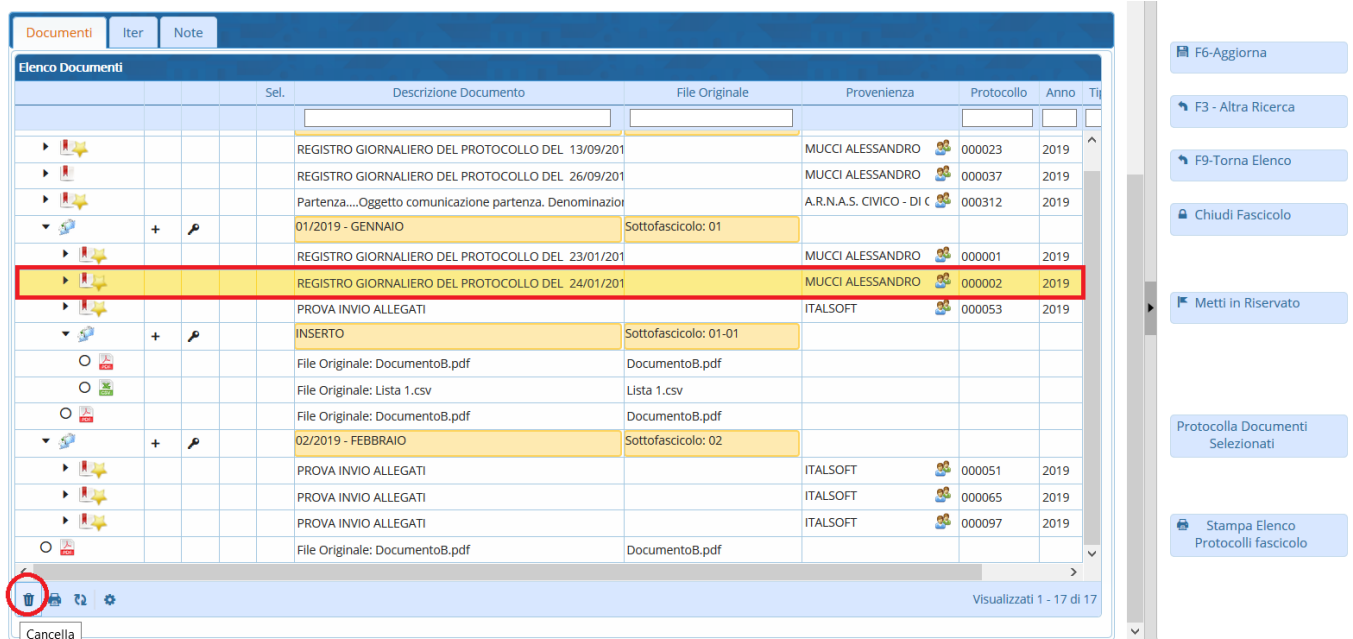 Documenti Iter Note
F6-Aggiorna
Elenco Documenti
Sel. Descrizione Documento File Originale Provenienza Protocollo Anno
F3 - Altra Ricerca
REGISTRO GIORNALIERO DEL PROTOCOLLO DEL 13/09/201 MUCCI ALESSANDRO 000023 2019
F9-Torna Elenco
REGISTRO GIORNALIERO DEL PROTOCOLLO DEL 26/09/201 MUCCI ALESSANDRO 000037 2019
Partenza....Oggetto comunicazione partenza. Denominazio A.R.N.A.S. CIVICO - DI C 000312 2019
Chiudi Fascicolo
+ 01/2019 - GENNAIO Sottofascicolo: 01
REGISTRO GIORNALIERO DEL PROTOCOLLO DEL 23/01/201 MUCCI ALESSANDRO 000001 2019
REGISTRO GIORNALIERO DEL PROTOCOLLO DEL 24/01/201 MUCCI ALESSANDRO 000002 2019
Metti in Riservato
PROVA INVIO ALLEGATI ITALSOFT 000053 2019
+ INSERTO Sottofascicolo: 01-01
PDF File Originale: DocumentoB.pdf DocumentoB.pdf
CSV File Originale: Lista 1.csv Lista 1.csv
PDF File Originale: DocumentoB.pdf DocumentoB.pdf
Protocolla Documenti
Selezionati
+ 02/2019 - FEBBRAIO Sottofascicolo: 02
PROVA INVIO ALLEGATI ITALSOFT 000051 2019
PROVA INVIO ALLEGATI ITALSOFT 000065 2019
PROVA INVIO ALLEGATI ITALSOFT 000097 2019
Stampa Elenco
Protocolli fascicolo
PDF File Originale: DocumentoB.pdf DocumentoB.pdf
Visualizzati 1 - 17 di 17
Cancella